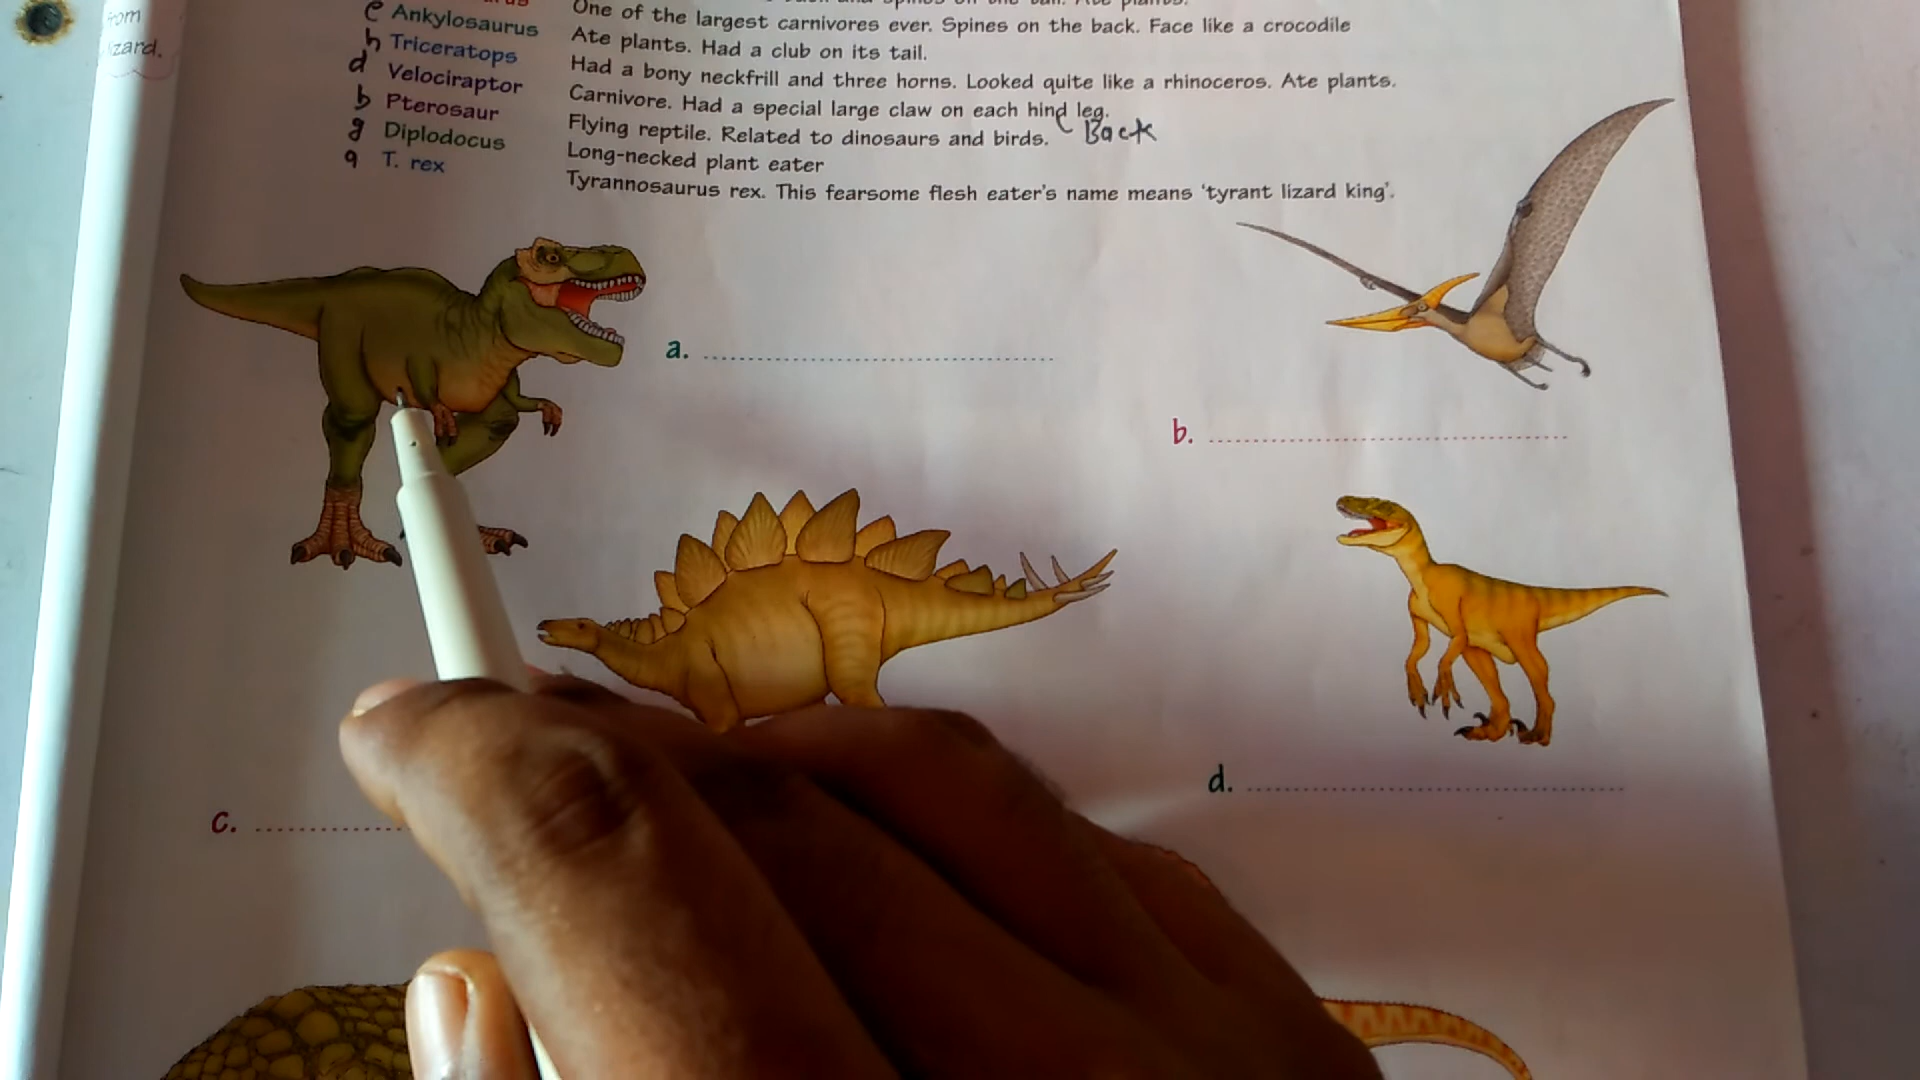 from
izard.
e Ankylosaurus
h Triceratops
d Velociraptor
b Pterosaur
g Diplodocus
a T. rex
One of the largest carnivores ever. Spines on the back. Face like a crocodile
Ate plants. Had a club on its tail.
Had a bony neckfrill and three horns. Looked quite like a rhinoceros. Ate plants.
Carnivore. Had a special large claw on each hind leg.
Back
Flying reptile. Related to dinosaurs and birds.
Long-necked plant eater
Tyrannosaurus rex. This fearsome flesh eater's name means 'tyrant lizard king'.
a.
b.
c.
d.